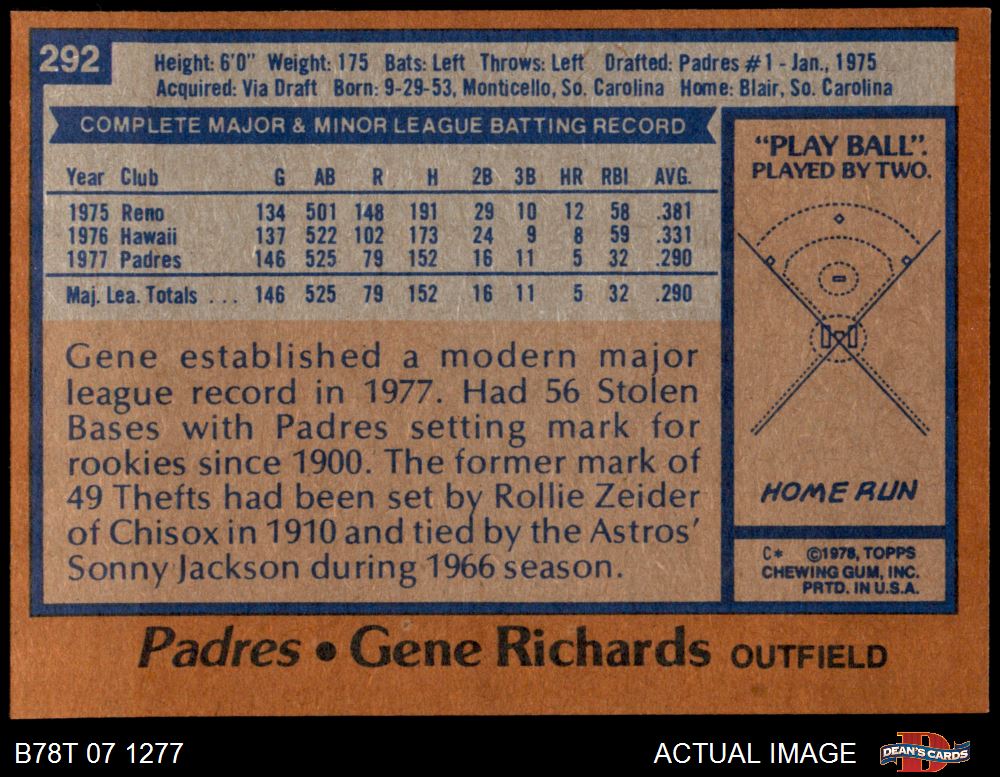 292
Height: 6'0" Weight: 175 Bats: Left Throws: Left Drafted: Padres #1 - Jan., 1975
Acquired: Via Draft Born: 9-29-53, Monticello, So. Carolina Home: Blair, So. Carolina
COMPLETE MAJOR & MINOR LEAGUE BATTING RECORD
Year Club G AB R H 2B 3B HR RBI AVG.
1975 Reno 134 501 148 191 29 10 12 58 .381
1976 Hawaii 137 522 102 173 24 9 8 59 .331
1977 Padres 146 525 79 152 16 11 5 32 .290
Maj. Lea. Totals ... 146 525 79 152 16 11 5 32 .290
Gene established a modern major
league record in 1977. Had 56 Stolen
Bases with Padres setting mark for
rookies since 1900. The former mark of
49 Thefts had been set by Rollie Zeider
of Chisox in 1910 and tied by the Astros'
Sonny Jackson during 1966 season.
"PLAY BALL".
PLAYED BY TWO.
HOME RUN
C* ©1978, TOPPS
CHEWING GUM, INC.
PRTD. IN U.S.A.
Padres • Gene Richards OUTFIELD
B78T 07 1277
ACTUAL IMAGE
DEAN'S CARDS